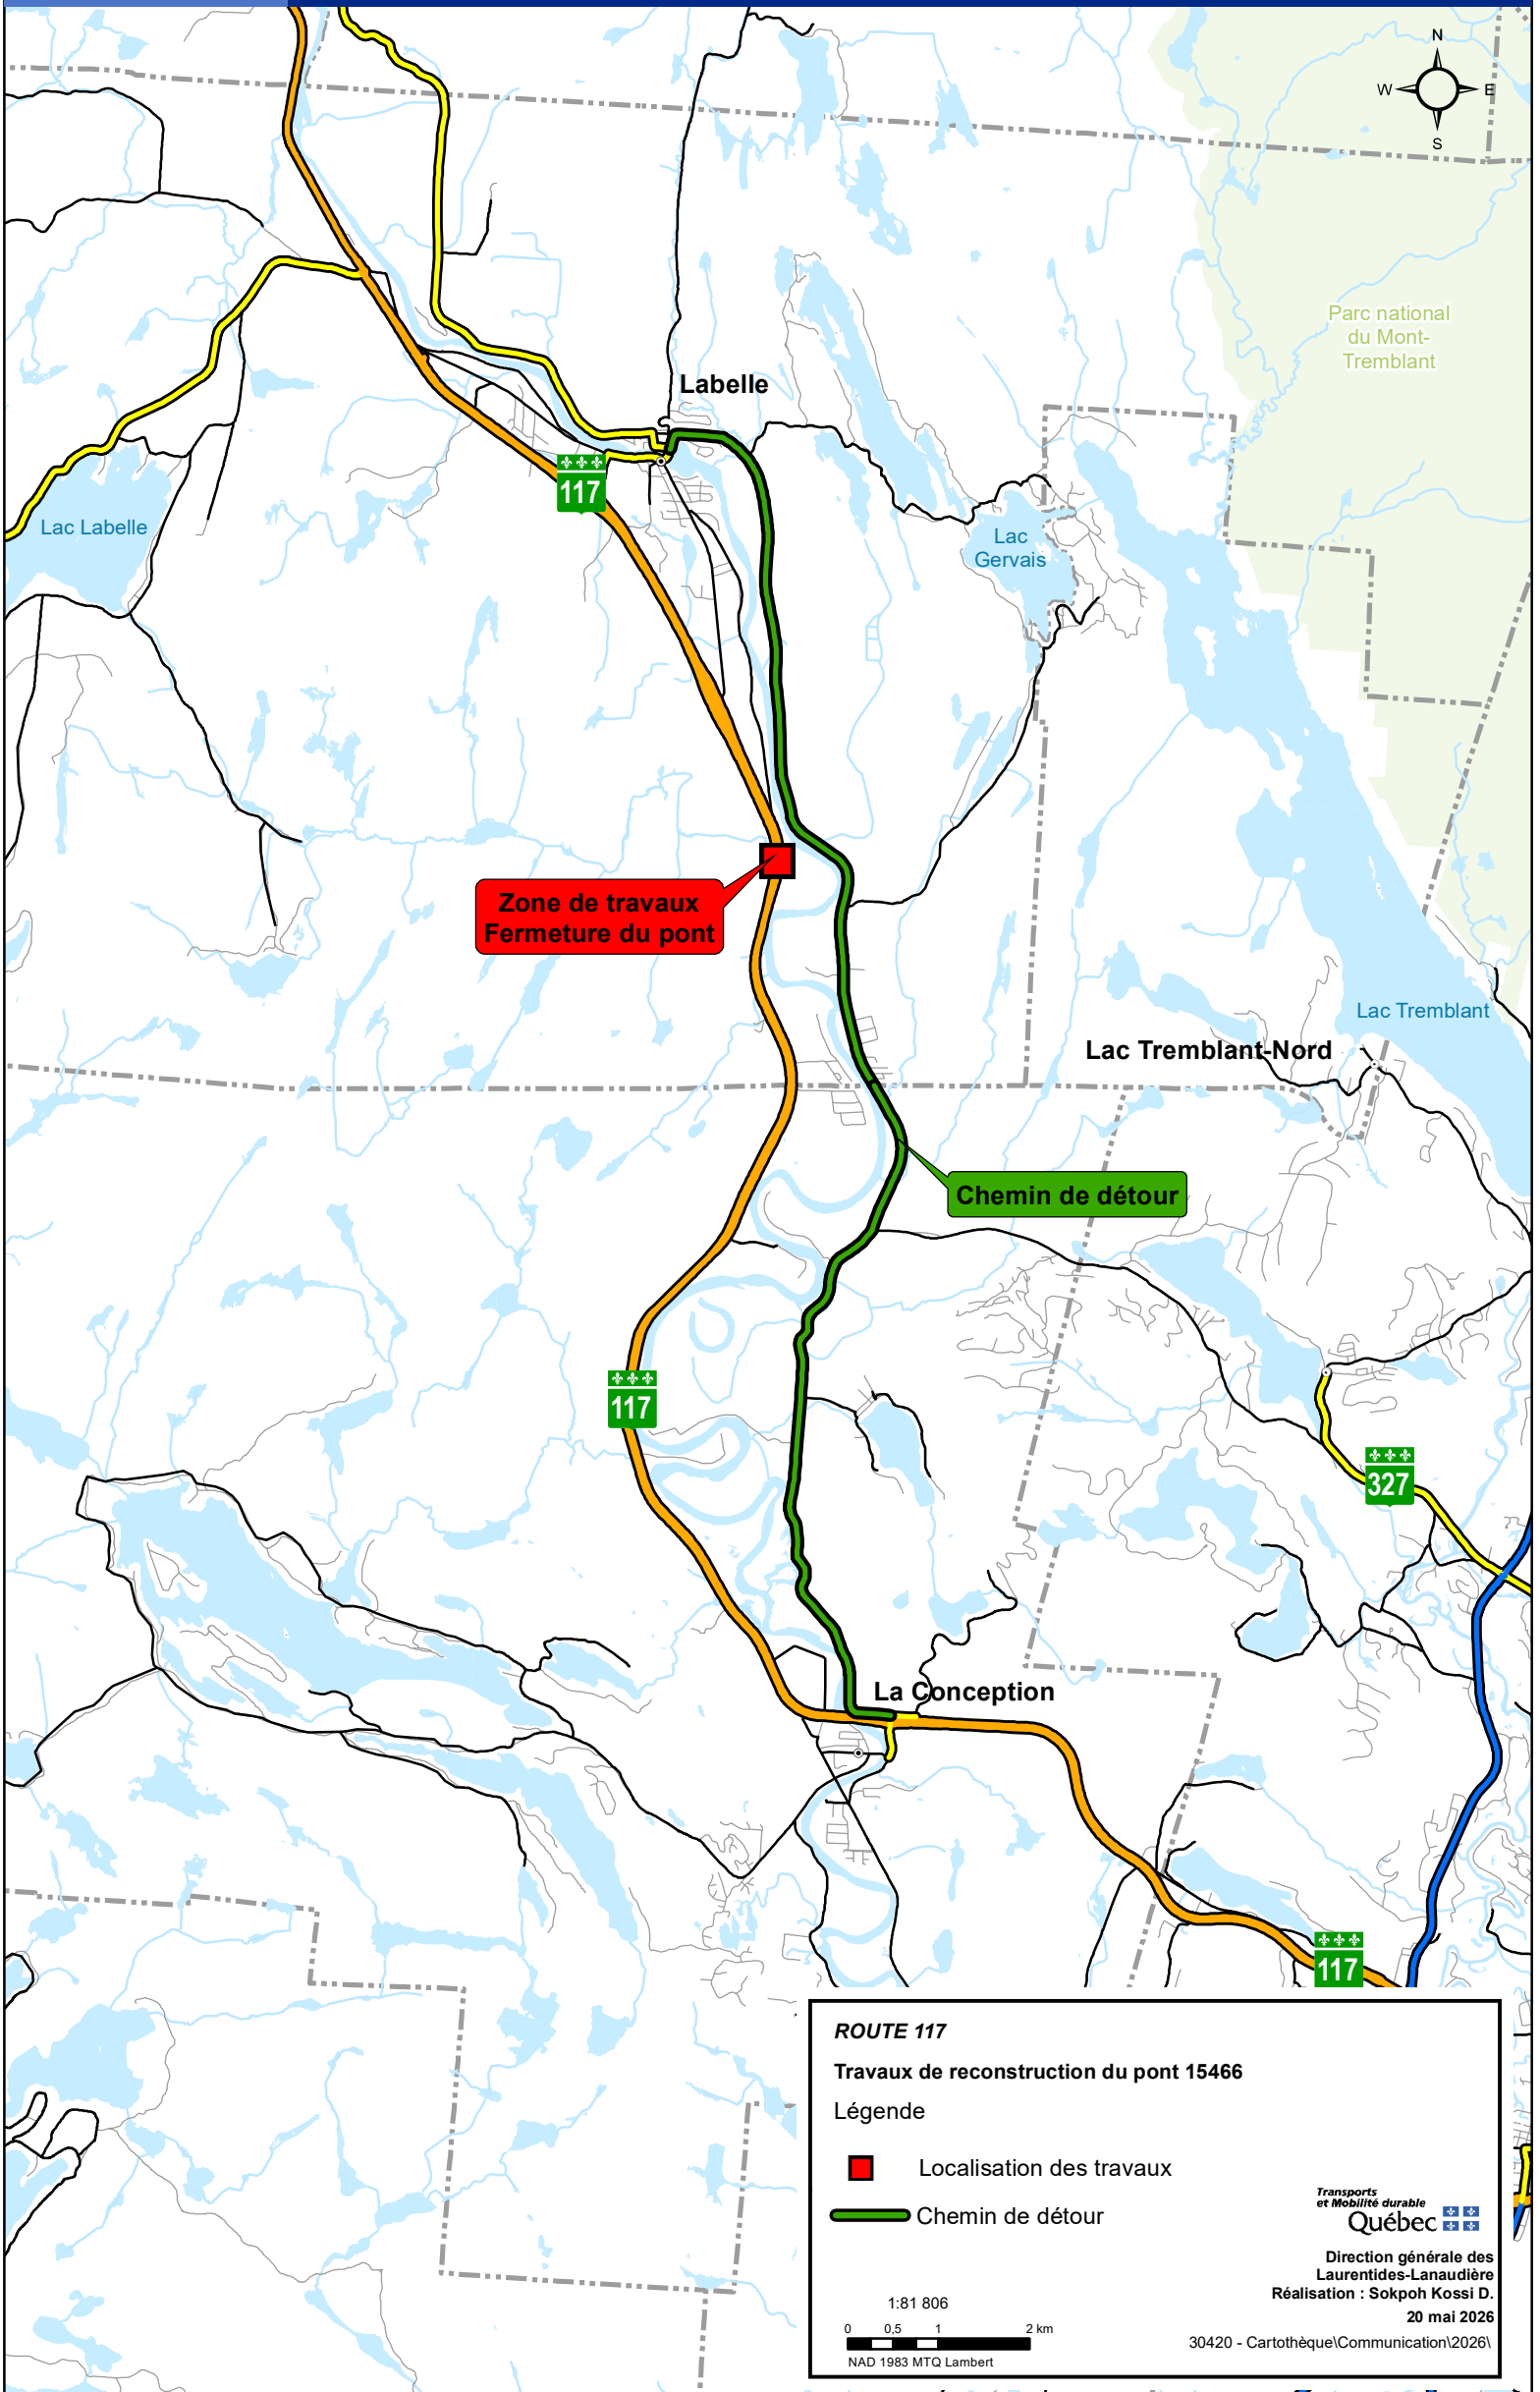 N
W
E
S
Parc national
du Mont-
Tremblant
Labelle
117
Lac Labelle
Lac
Gervais
Zone de travaux
Fermeture du pont
Lac Tremblant
Lac Tremblant-Nord
Chemin de détour
117
327
La Conception
117
ROUTE 117
Travaux de reconstruction du pont 15466
Légende
Localisation des travaux
Chemin de détour
Transports
et Mobilité durable
Québec
Direction générale des
Laurentides-Lanaudière
Réalisation : Sokpoh Kossi D.
20 mai 2026
30420 - Cartothèque\Communication\2026\
1:81 806
0 0,5 1 2 km
NAD 1983 MTQ Lambert